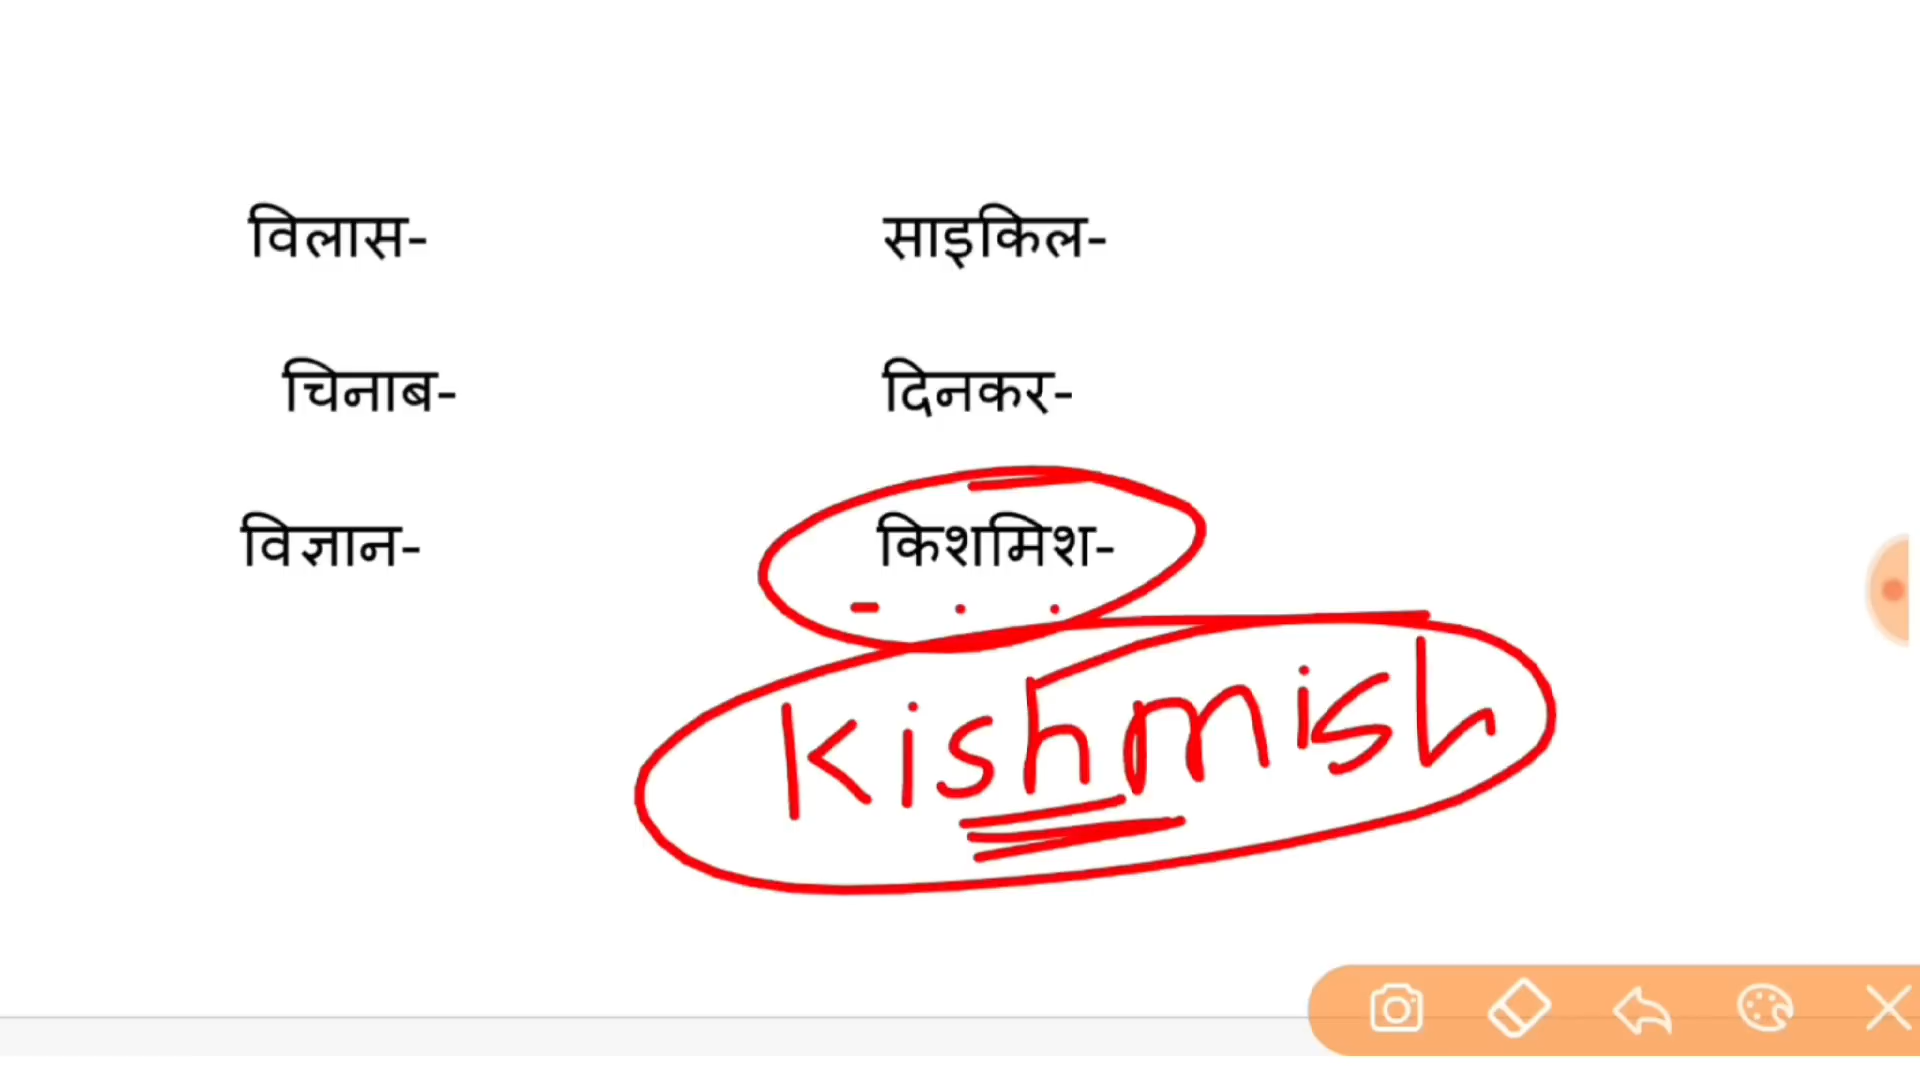 विलास- साइकिल-
चिनाब- दिनकर-
विज्ञान- किशमिश-
Kishmish